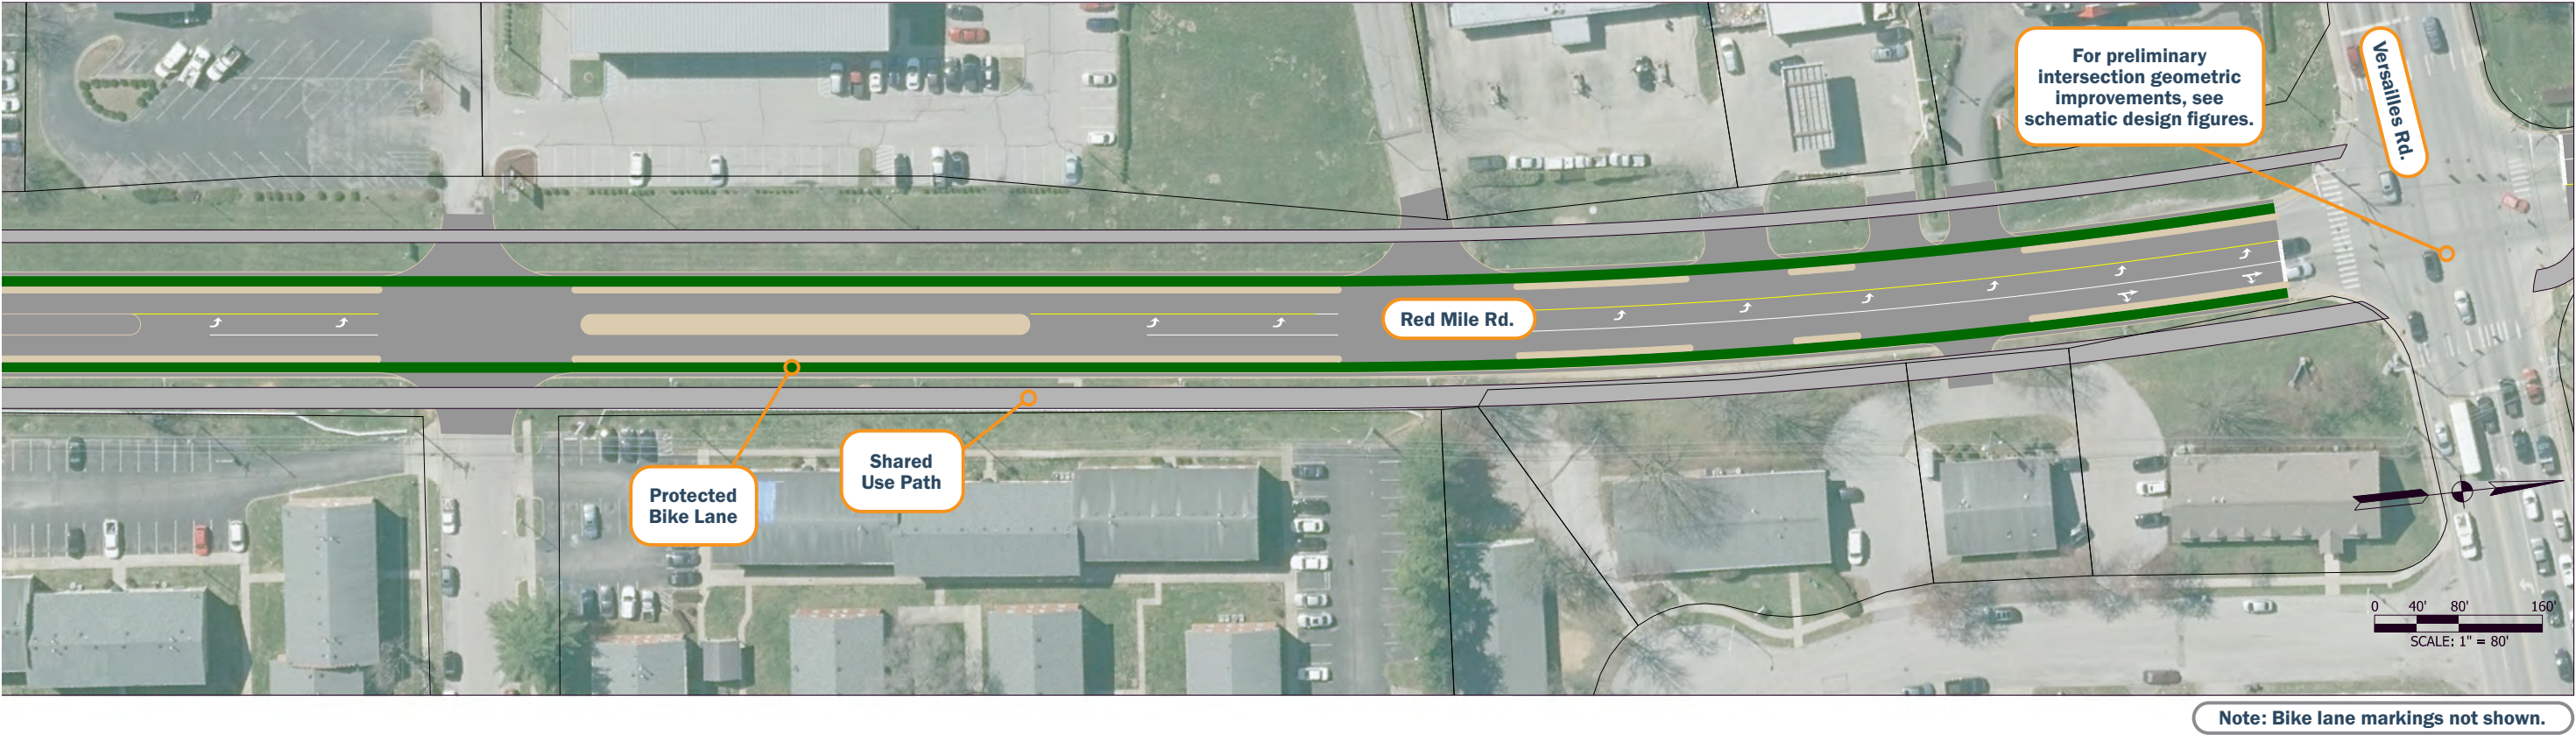 For preliminary
intersection geometric
improvements, see
schematic design figures.
Versailles Rd.
Red Mile Rd.
Shared
Use Path
Protected
Bike Lane
0 40' 80' 160'
SCALE: 1" = 80'
Note: Bike lane markings not shown.